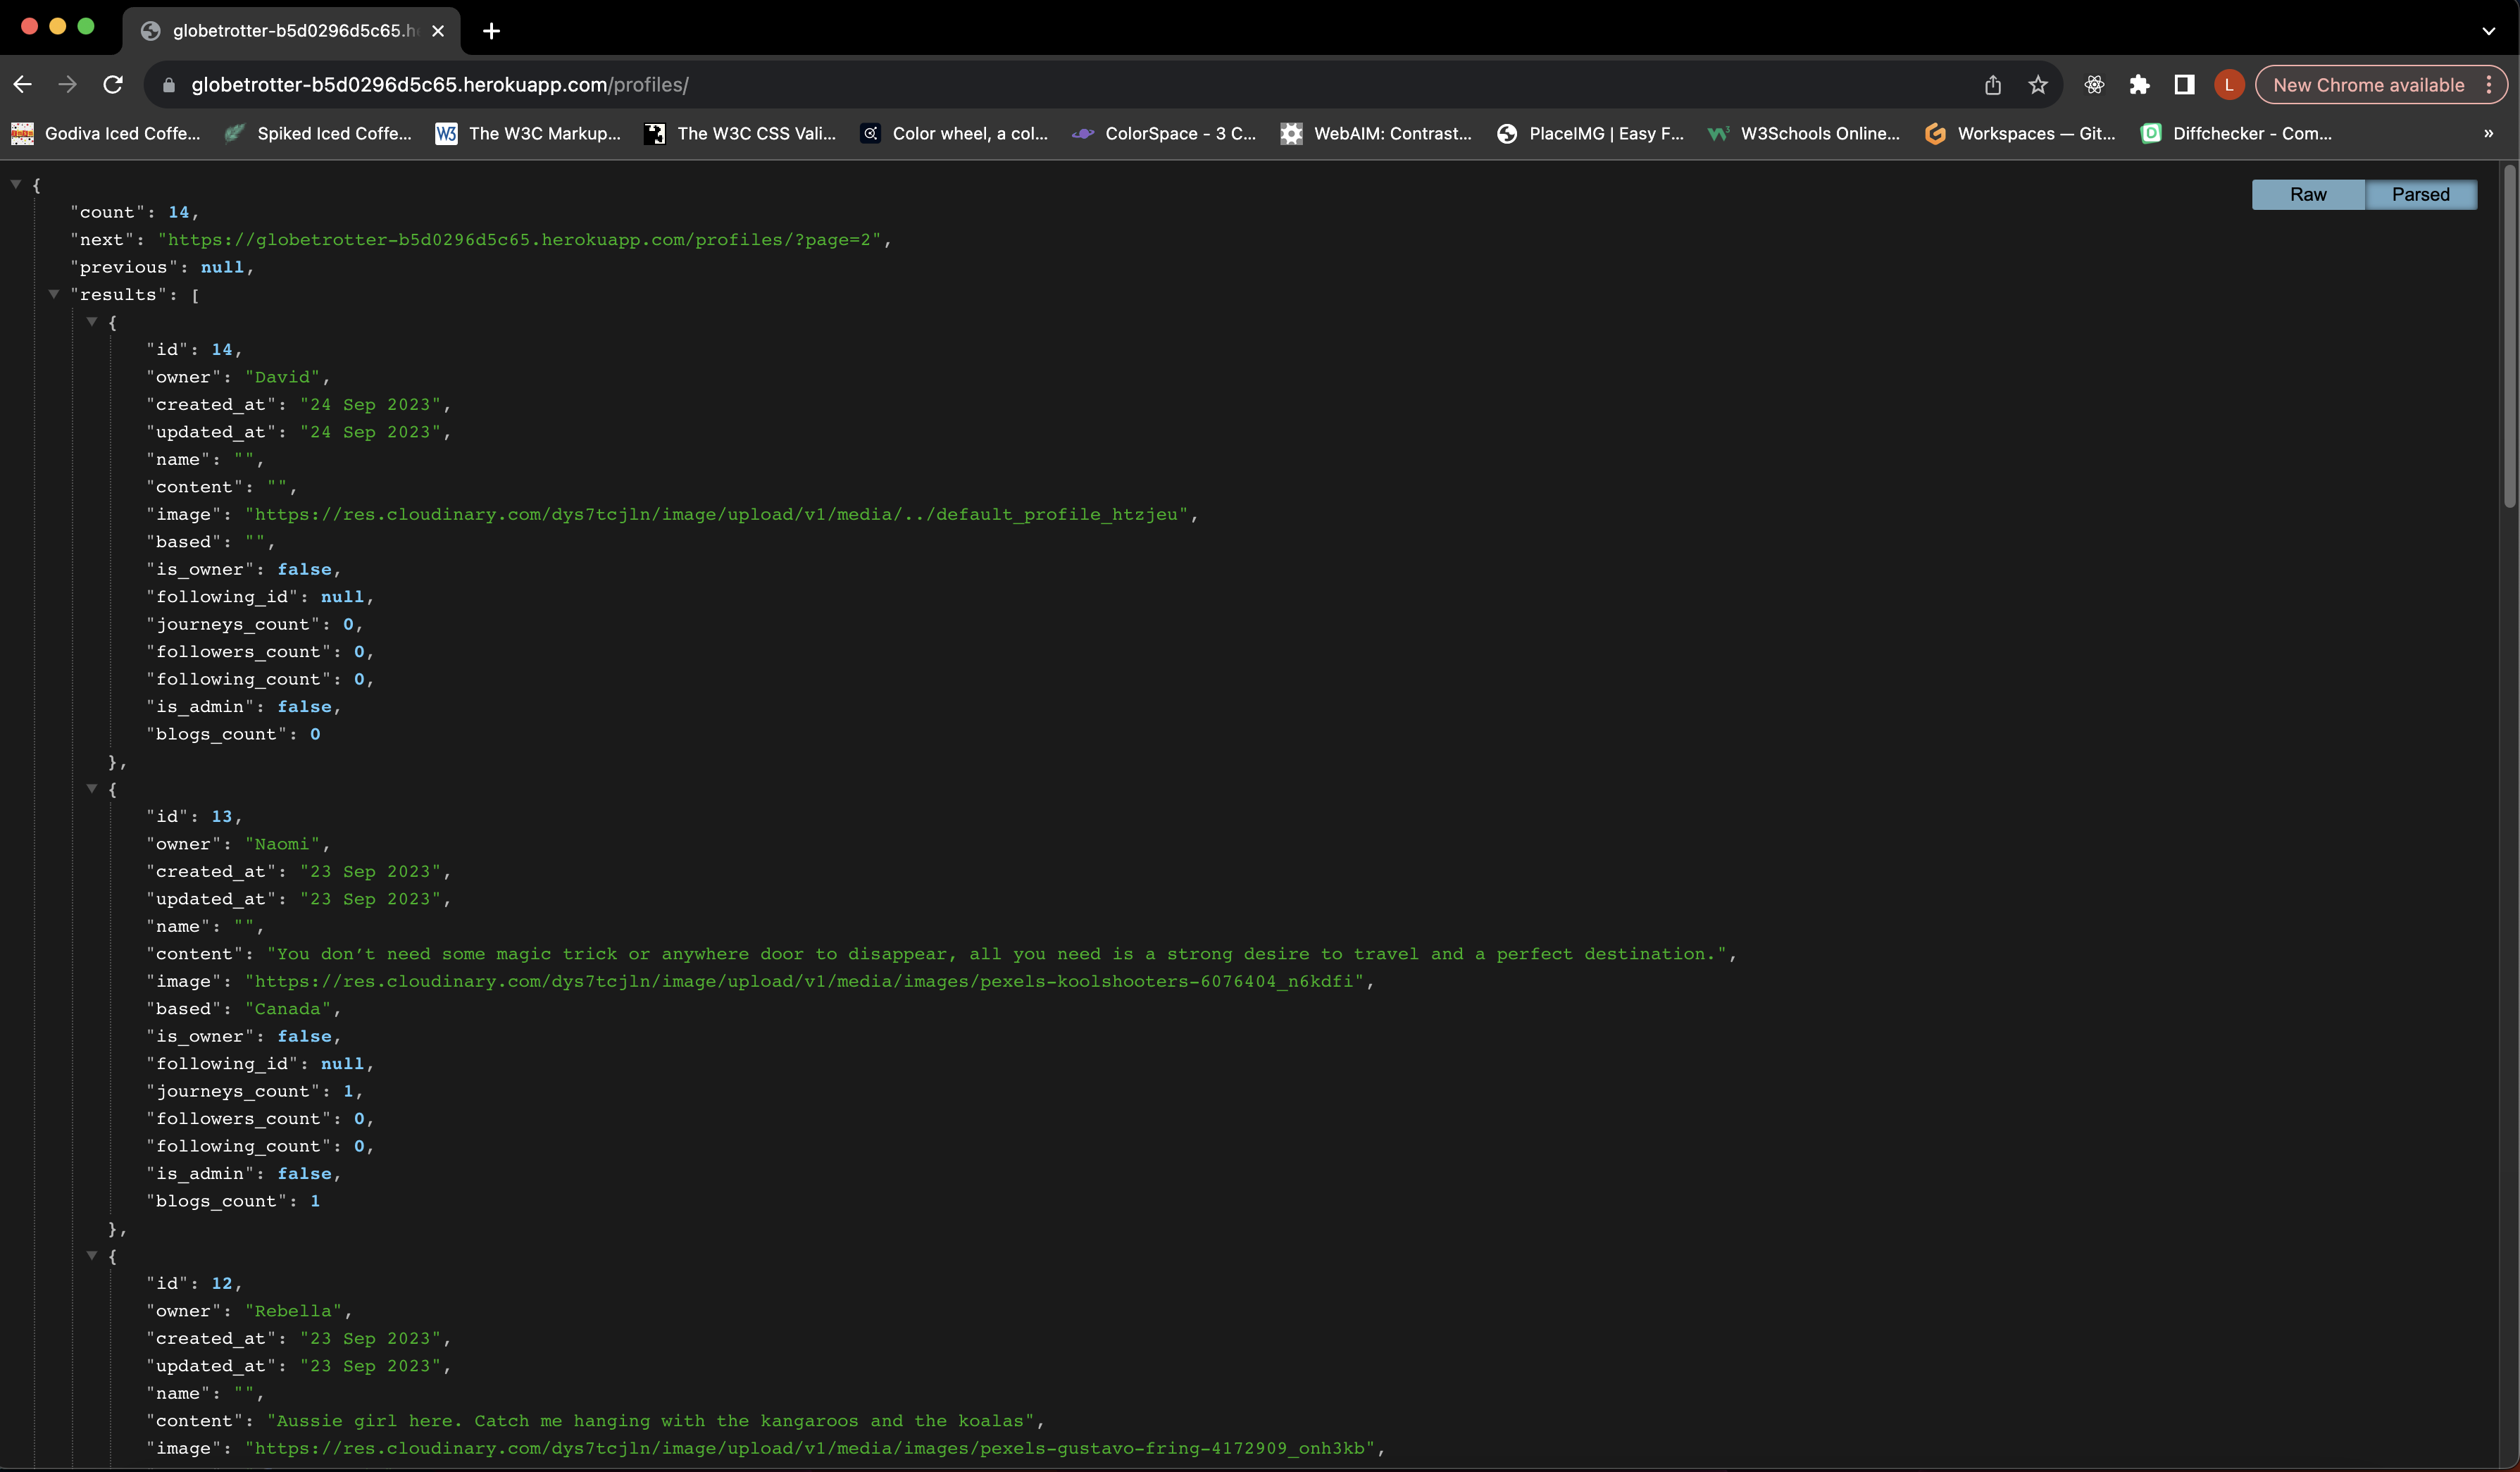 globetrotter-b5d0296d5c65.h
globetrotter-b5d0296d5c65.herokuapp.com/profiles/
L
New Chrome available
Godiva Iced Coffe...
Spiked Iced Coffe...
W3
The W3C Markup...
The W3C CSS Vali...
Color wheel, a col...
ColorSpace - 3 C...
WebAIM: Contrast...
PlaceIMG | Easy F...
W3Schools Online...
Workspaces — Git...
Diffchecker - Com...
»
Raw
Parsed
{
"count": 14,
"next": "https://globetrotter-b5d0296d5c65.herokuapp.com/profiles/?page=2",
"previous": null,
"results": [
{
"id": 14,
"owner": "David",
"created_at": "24 Sep 2023",
"updated_at": "24 Sep 2023",
"name": "",
"content": "",
"image": "https://res.cloudinary.com/dys7tcjln/image/upload/v1/media/../default_profile_htzjeu",
"based": "",
"is_owner": false,
"following_id": null,
"journeys_count": 0,
"followers_count": 0,
"following_count": 0,
"is_admin": false,
"blogs_count": 0
},
{
"id": 13,
"owner": "Naomi",
"created_at": "23 Sep 2023",
"updated_at": "23 Sep 2023",
"name": "",
"content": "You don’t need some magic trick or anywhere door to disappear, all you need is a strong desire to travel and a perfect destination.",
"image": "https://res.cloudinary.com/dys7tcjln/image/upload/v1/media/images/pexels-koolshooters-6076404_n6kdfi",
"based": "Canada",
"is_owner": false,
"following_id": null,
"journeys_count": 1,
"followers_count": 0,
"following_count": 0,
"is_admin": false,
"blogs_count": 1
},
{
"id": 12,
"owner": "Rebella",
"created_at": "23 Sep 2023",
"updated_at": "23 Sep 2023",
"name": "",
"content": "Aussie girl here. Catch me hanging with the kangaroos and the koalas",
"image": "https://res.cloudinary.com/dys7tcjln/image/upload/v1/media/images/pexels-gustavo-fring-4172909_onh3kb",